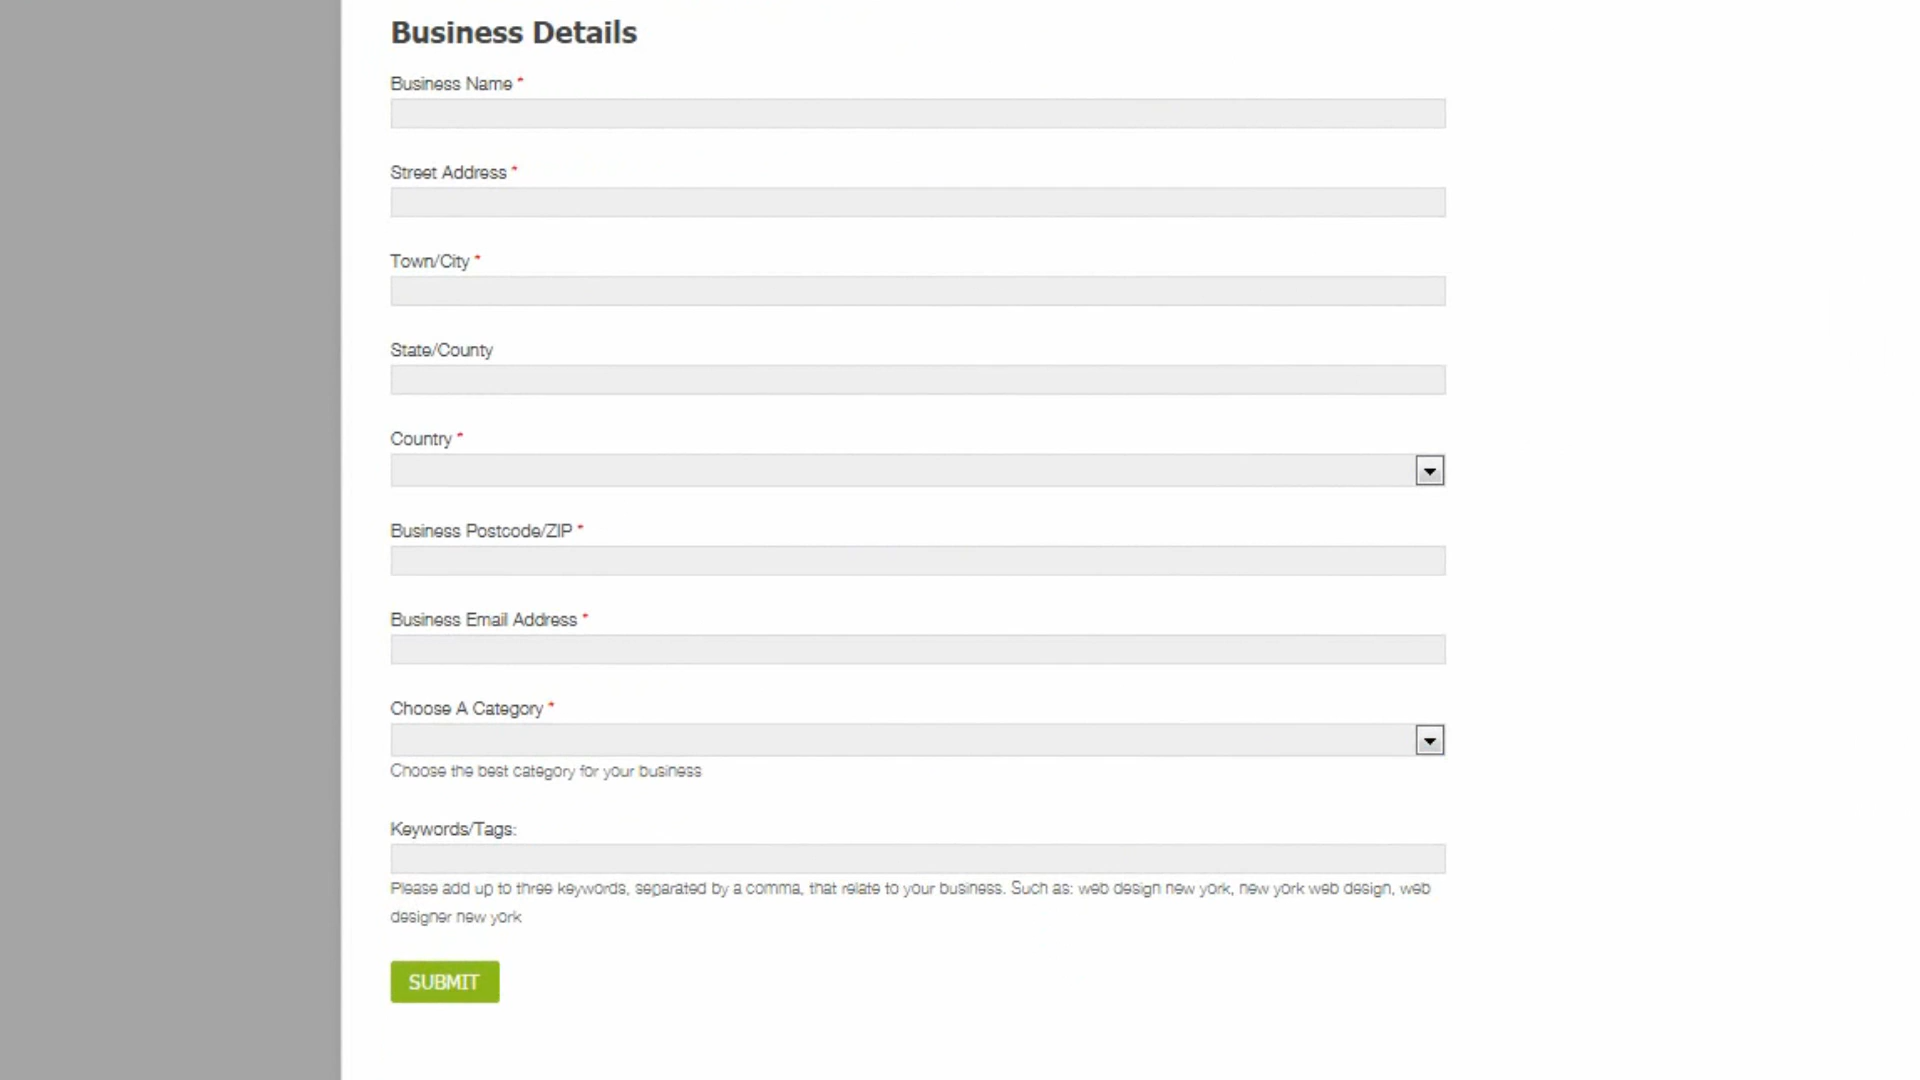 Business Details
Business Name *
Street Address *
Town/City *
State/County
Country *
Business Postcode/ZIP *
Business Email Address *
Choose A Category *
Choose the best category for your business
Keywords/Tags:
Please add up to three keywords, separated by a comma, that relate to your business. Such as: web design new york, new york web design, web
designer new york
SUBMIT